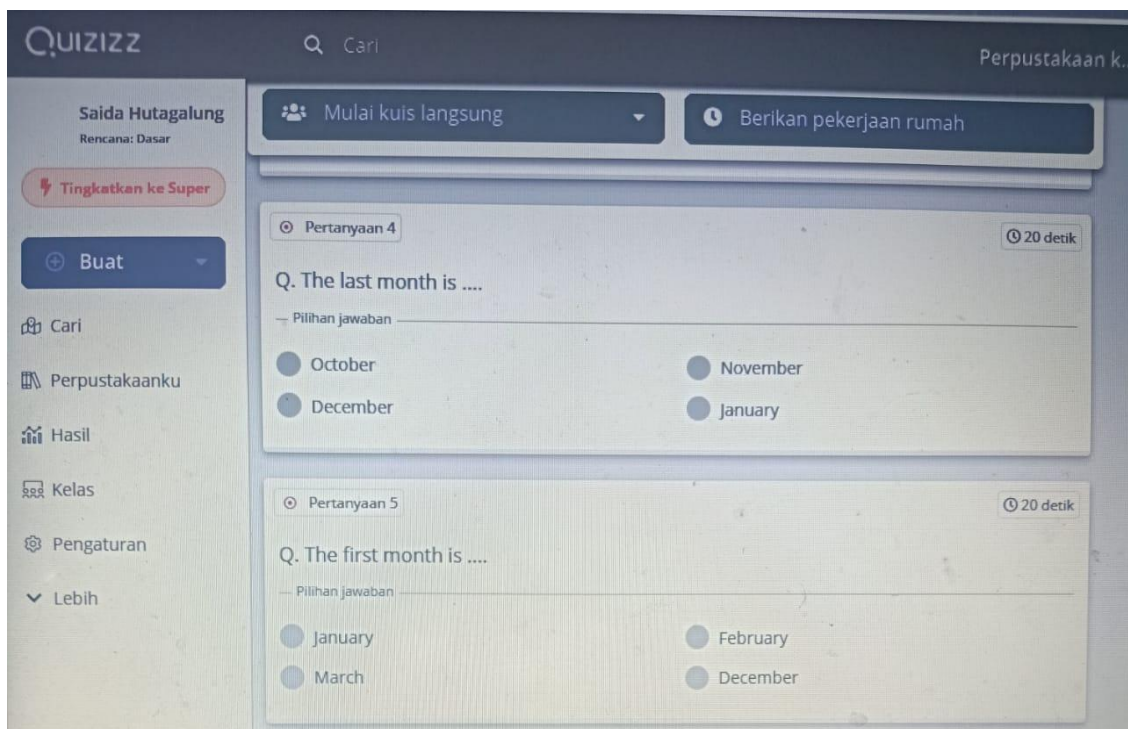 QUIZIZZ
Cari
Perpustakaan k...
Saida Hutagalung
Rencana: Dasar
Tingkatkan ke Super
Buat
Cari
Perpustakaanku
Hasil
Kelas
Pengaturan
Lebih
Mulai kuis langsung
Berikan pekerjaan rumah
Pertanyaan 4
20 detik
Q. The last month is ....
Pilihan jawaban
October
November
December
January
Pertanyaan 5
20 detik
Q. The first month is ....
Pilihan jawaban
January
February
March
December